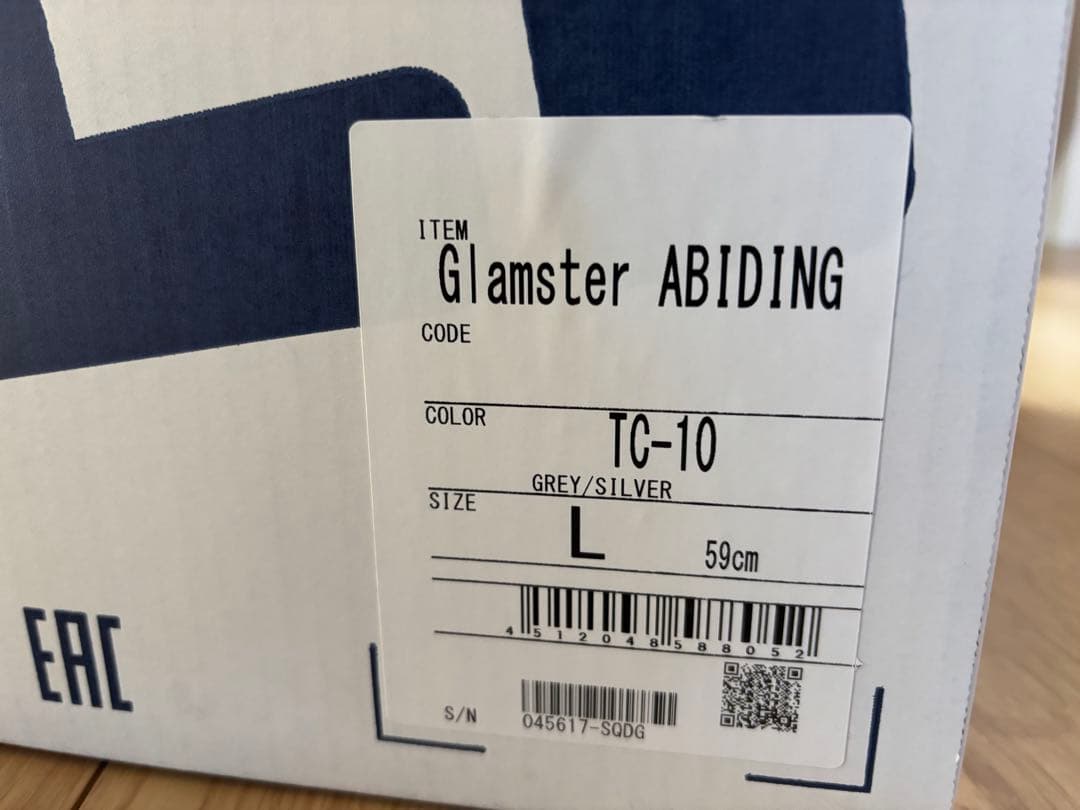 ITEM
Glamster ABIDING
CODE
COLOR
TC-10
GREY/SILVER
SIZE
L 59cm
4512048588052
S/N
045617-SQDG
EAC